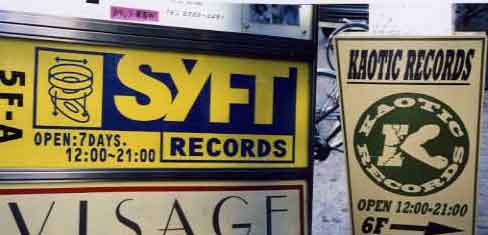 5F-A
SYFT
RECORDS
OPEN:7DAYS.
12:00~21:00
VISAGE
KAOTIC RECORDS
KAOTIC
K
RECORDS
OPEN 12:00-21:00
6F